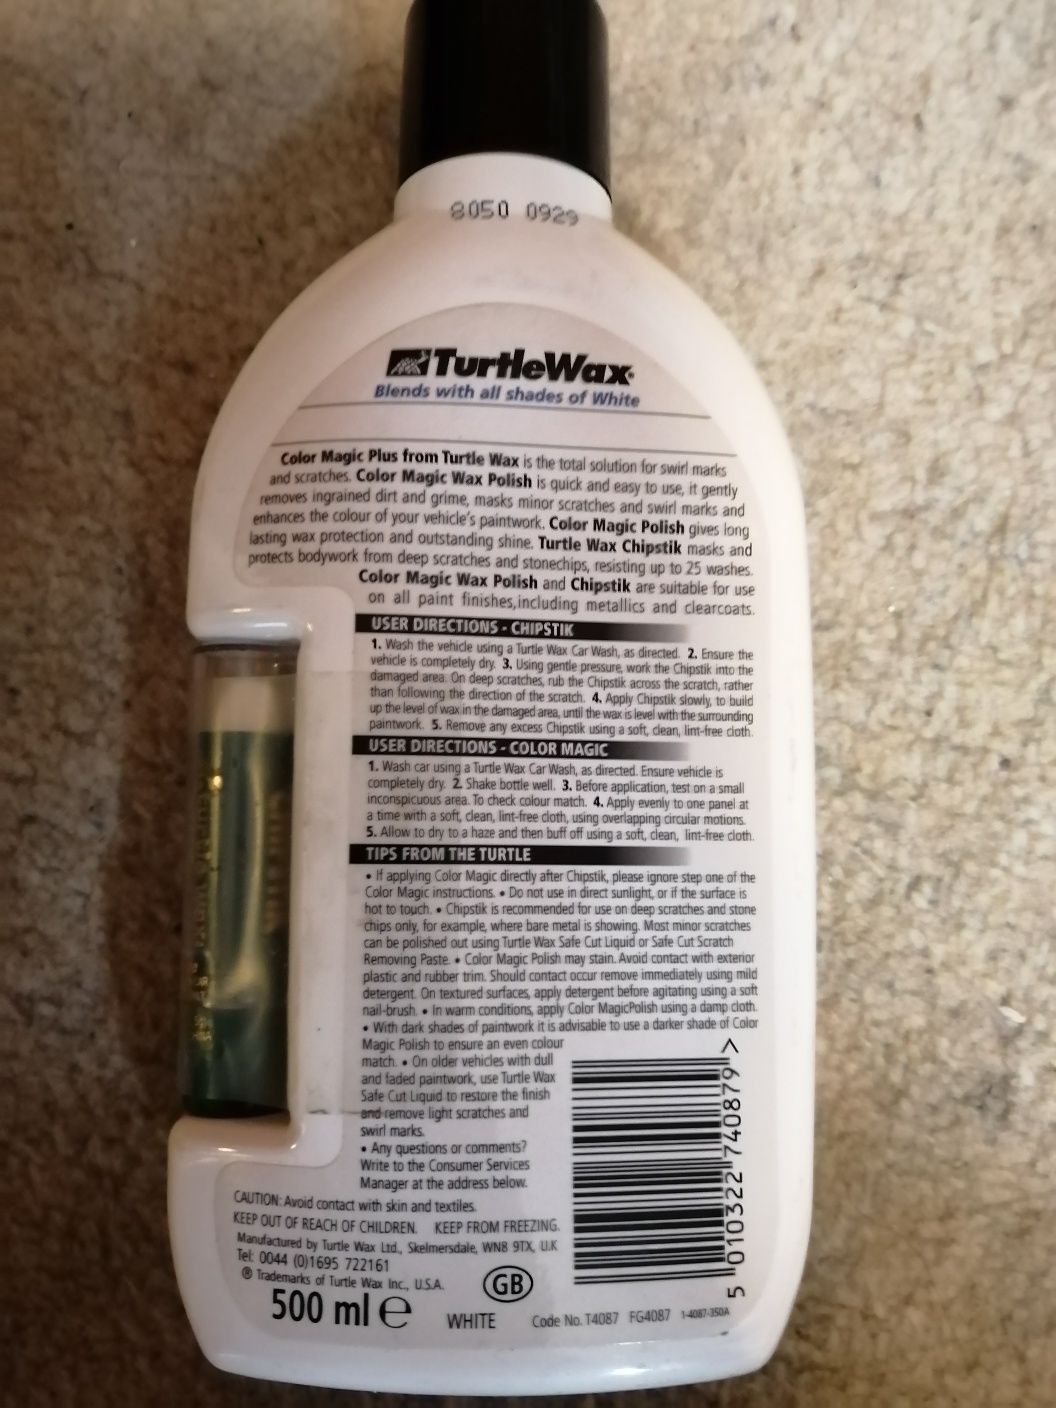 8050 0929
TurtleWax
Blends with all shades of White
Color Magic Plus from Turtle Wax is the total solution for swirl marks
and scratches. Color Magic Wax Polish is quick and easy to use, it gently
removes ingrained dirt and grime, masks minor scratches and swirl marks and
enhances the colour of your vehicle's paintwork. Color Magic Polish gives long
lasting wax protection and outstanding shine. Turtle Wax Chipstik masks and
protects bodywork from deep scratches and stonechips, resisting up to 25 washes.
Color Magic Wax Polish and Chipstik are suitable for use
on all paint finishes,including metallics and clearcoats.
USER DIRECTIONS - CHIPSTIK
1. Wash the vehicle using a Turtle Wax Car Wash, as directed. 2. Ensure the
vehicle is completely dry. 3. Using gentle pressure, work the Chipstik into the
damaged area. On deep scratches, rub the Chipstik across the scratch, rather
than following the direction of the scratch. 4. Apply Chipstik slowly, to build
up the level of wax in the damaged area, until the wax is level with the surrounding
paintwork. 5. Remove any excess Chipstik using a soft, clean, lint-free cloth.
USER DIRECTIONS - COLOR MAGIC
1. Wash car using a Turtle Wax Car Wash, as directed. Ensure vehicle is
completely dry. 2. Shake bottle well. 3. Before application, test on a small
inconspicuous area. To check colour match. 4. Apply evenly to one panel at
a time with a soft, clean, lint-free cloth, using overlapping circular motions.
5. Allow to dry to a haze and then buff off using a soft, clean, lint-free cloth.
TIPS FROM THE TURTLE
• If applying Color Magic directly after Chipstik, please ignore step one of the
Color Magic instructions. • Do not use in direct sunlight, or if the surface is
hot to touch. • Chipstik is recommended for use on deep scratches and stone
chips only, for example, where bare metal is showing. Most minor scratches
can be polished out using Turtle Wax Safe Cut Liquid or Safe Cut Scratch
Removing Paste. • Color Magic Polish may stain. Avoid contact with exterior
plastic and rubber trim. Should contact occur remove immediately using mild
detergent. On textured surfaces, apply detergent before agitating using a soft
nail-brush. • In warm conditions, apply Color MagicPolish using a damp cloth.
• With dark shades of paintwork it is advisable to use a darker shade of Color
Magic Polish to ensure an even colour
match. • On older vehicles with dull
and faded paintwork, use Turtle Wax
Safe Cut Liquid to restore the finish
and remove light scratches and
swirl marks.
• Any questions or comments?
Write to the Consumer Services
Manager at the address below.
CAUTION: Avoid contact with skin and textiles.
KEEP OUT OF REACH OF CHILDREN. KEEP FROM FREEZING.
Manufactured by Turtle Wax Ltd., Skelmersdale, WN8 9TX, U.K
Tel: 0044 (0)1695 722161
® Trademarks of Turtle Wax Inc., U.S.A.
GB
500 ml e
WHITE
Code No. T4087 FG4087 1-4087-350A
5 010322 740879 >